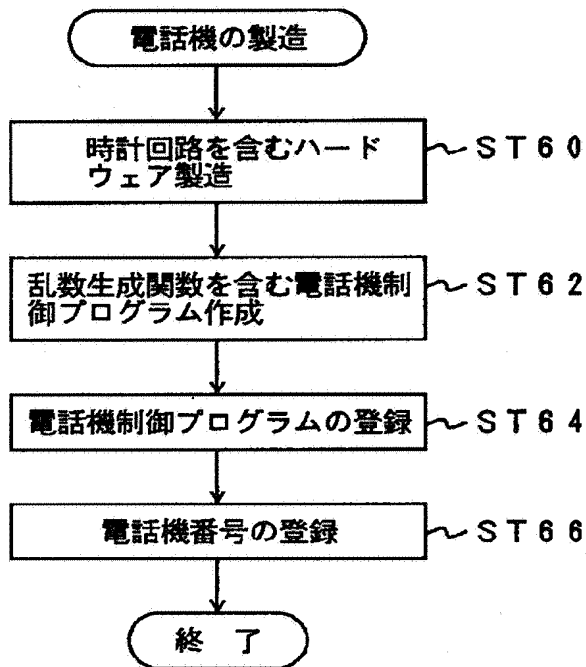 電話機の製造
時計回路を含むハード
ウェア製造
ST60
乱数生成関数を含む電話機制
御プログラム作成
ST62
電話機制御プログラムの登録
ST64
電話機番号の登録
ST66
終 了